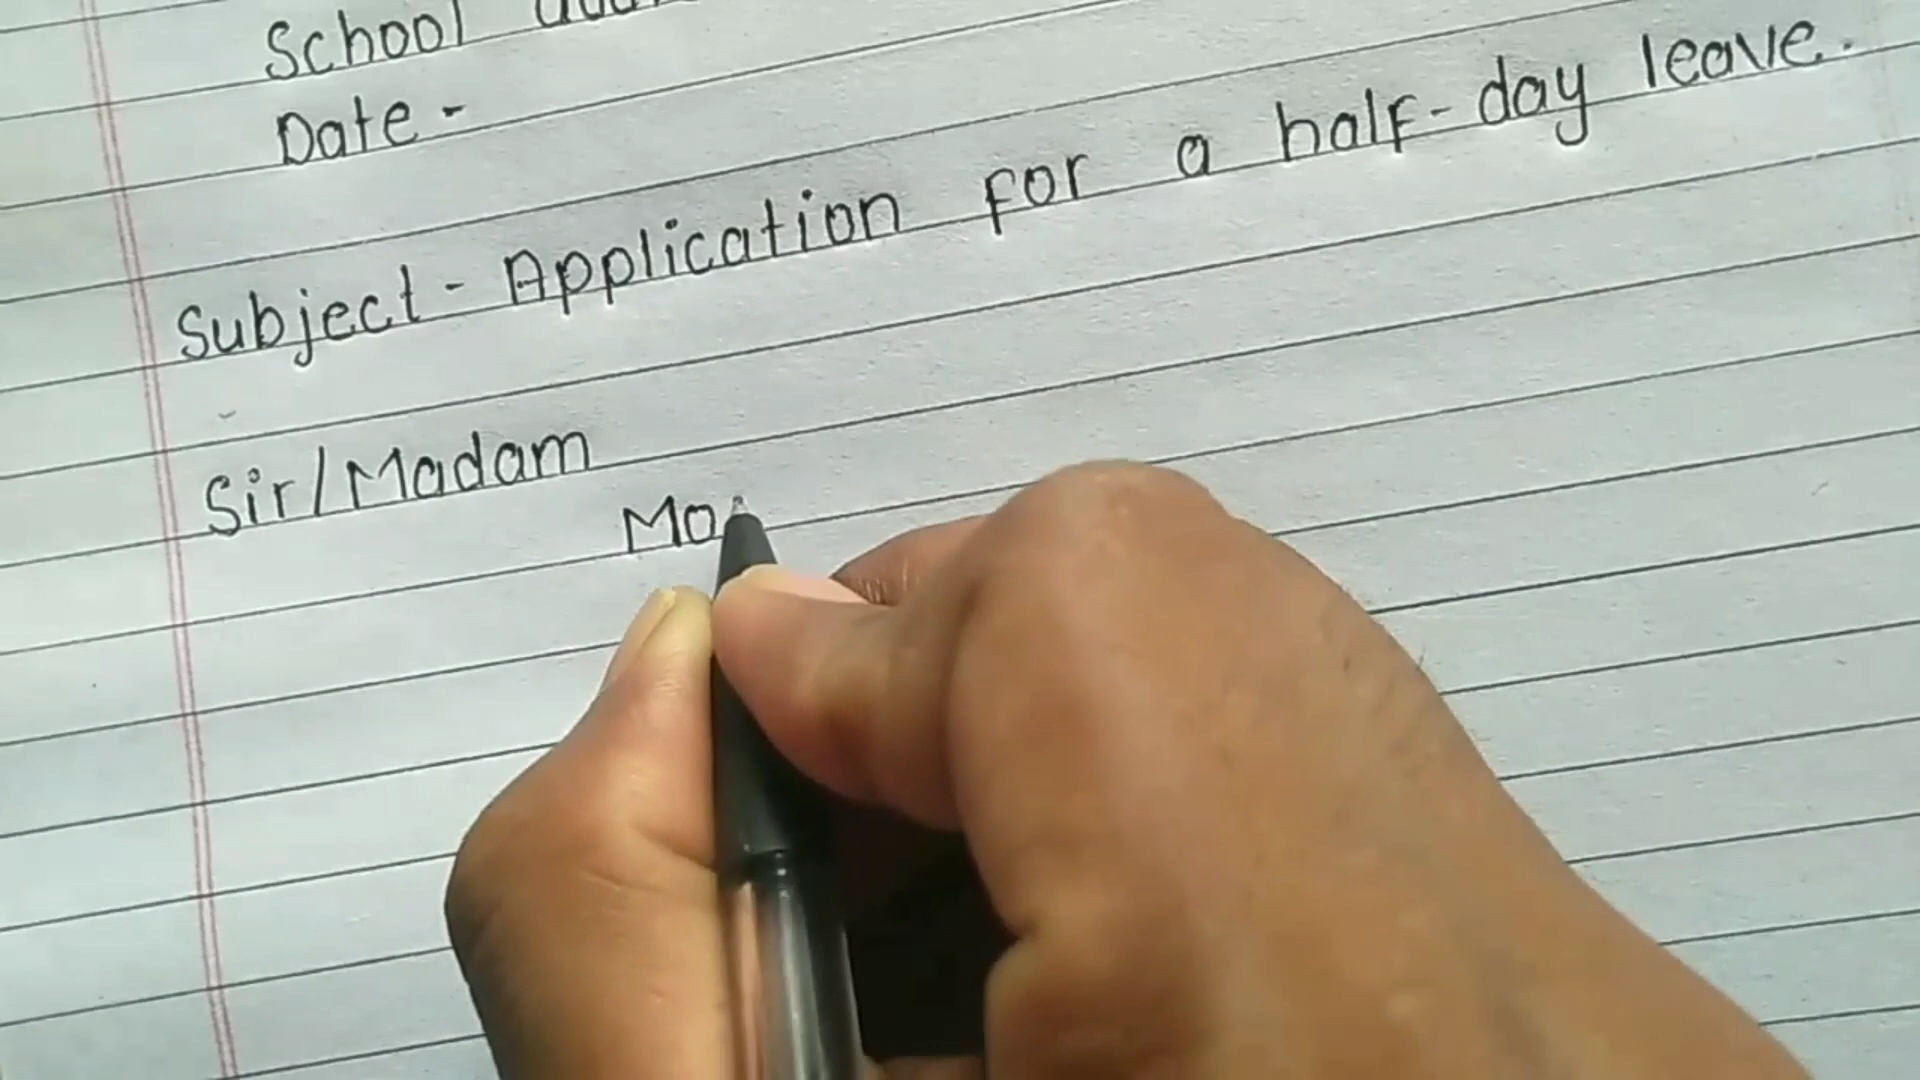 School
Date -
Subject - Application for a half-day leave.
Sir/Madam
Mo